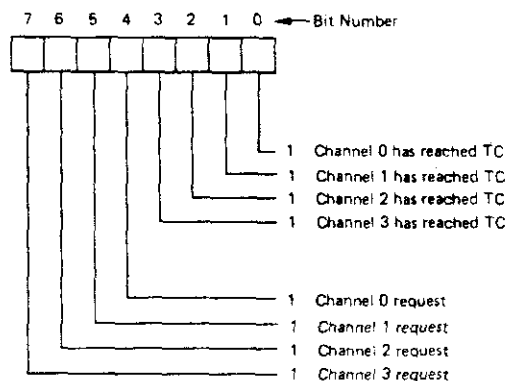 7 6 5 4 3 2 1 0 Bit Number
1 Channel 0 has reached TC
1 Channel 1 has reached TC
1 Channel 2 has reached TC
1 Channel 3 has reached TC
1 Channel 0 request
1 Channel 1 request
1 Channel 2 request
1 Channel 3 request